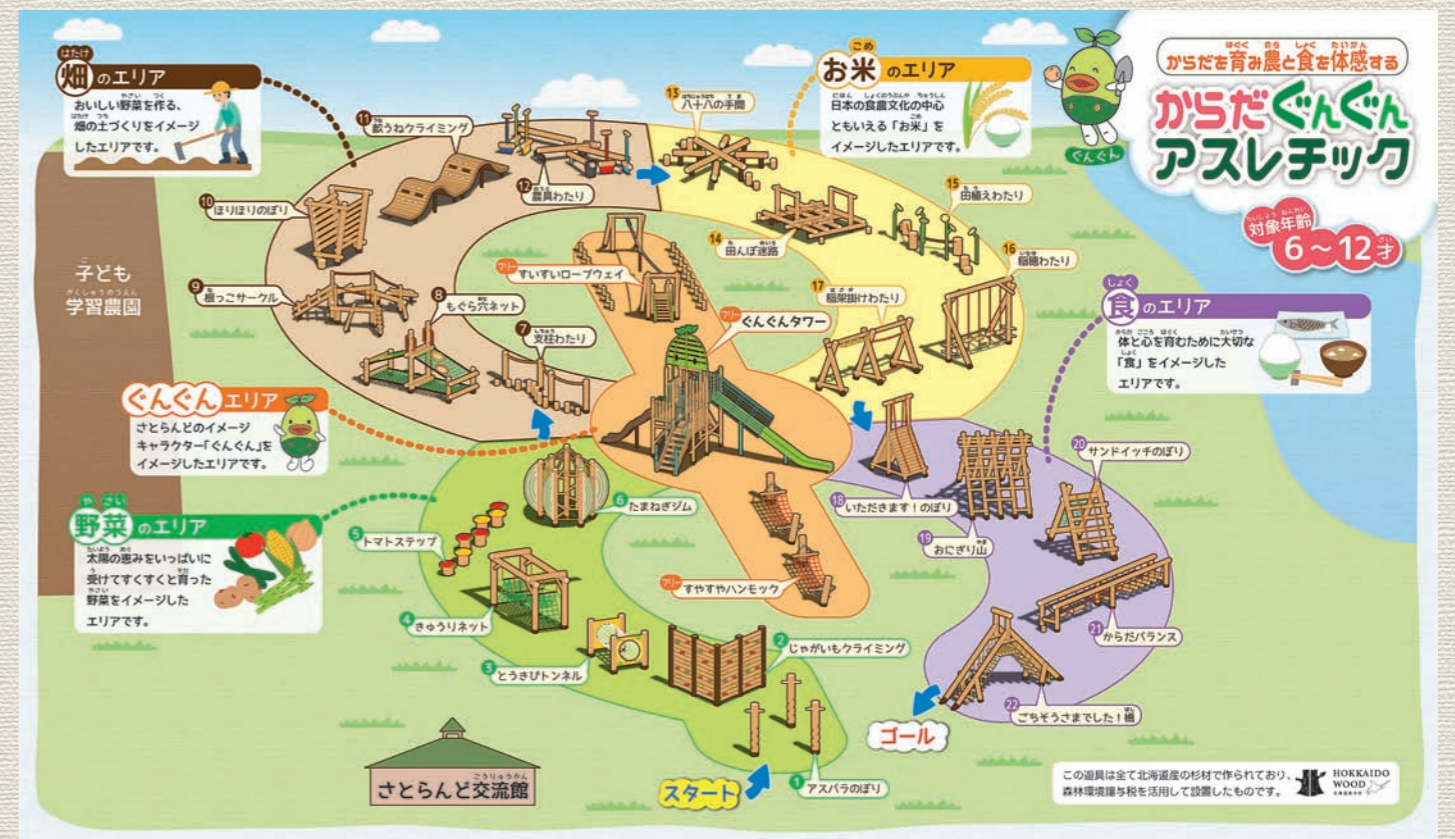 からだを育み農と食を体感する
からだぐんぐん
アスレチック
対象年齢
6～12才
ぐんぐん
畑のエリア
おいしい野菜を作る、
畑の土づくりをイメージ
したエリアです。
お米のエリア
日本の食農文化の中心
ともいえる「お米」を
イメージしたエリアです。
食のエリア
体と心を育むために大切な
「食」をイメージした
エリアです。
ぐんぐんエリア
さとらんどのイメージ
キャラクター「ぐんぐん」を
イメージしたエリアです。
野菜のエリア
太陽の恵みをいっぱいに
受けてすくすくと育った
野菜をイメージした
エリアです。
子ども
学習農園
スタート
1 アスパラのぼり
2 じゃがいもクライミング
3 とうきびトンネル
4 きゅうりネット
5 トマトステップ
6 たまねぎジム
7 支柱わたり
8 もぐら穴ネット
9 根っこサークル
10 ほりほりのぼり
11 畝うねクライミング
12 農具わたり
13 八十八の手間
14 田んぼ迷路
15 田植えわたり
16 稲穂わたり
17 稲架掛けわたり
18 いただきます！のぼり
19 おにぎり山
20 サンドイッチのぼり
21 からだバランス
22 ごちそうさまでした！橋
ゴール
フリー すいすいロープウェイ
フリー ぐんぐんタワー
フリー すやすやハンモック
さとらんど交流館
この遊具は全て北海道産の杉材で作られており、
森林環境譲与税を活用して設置したものです。
HOKKAIDO
WOOD